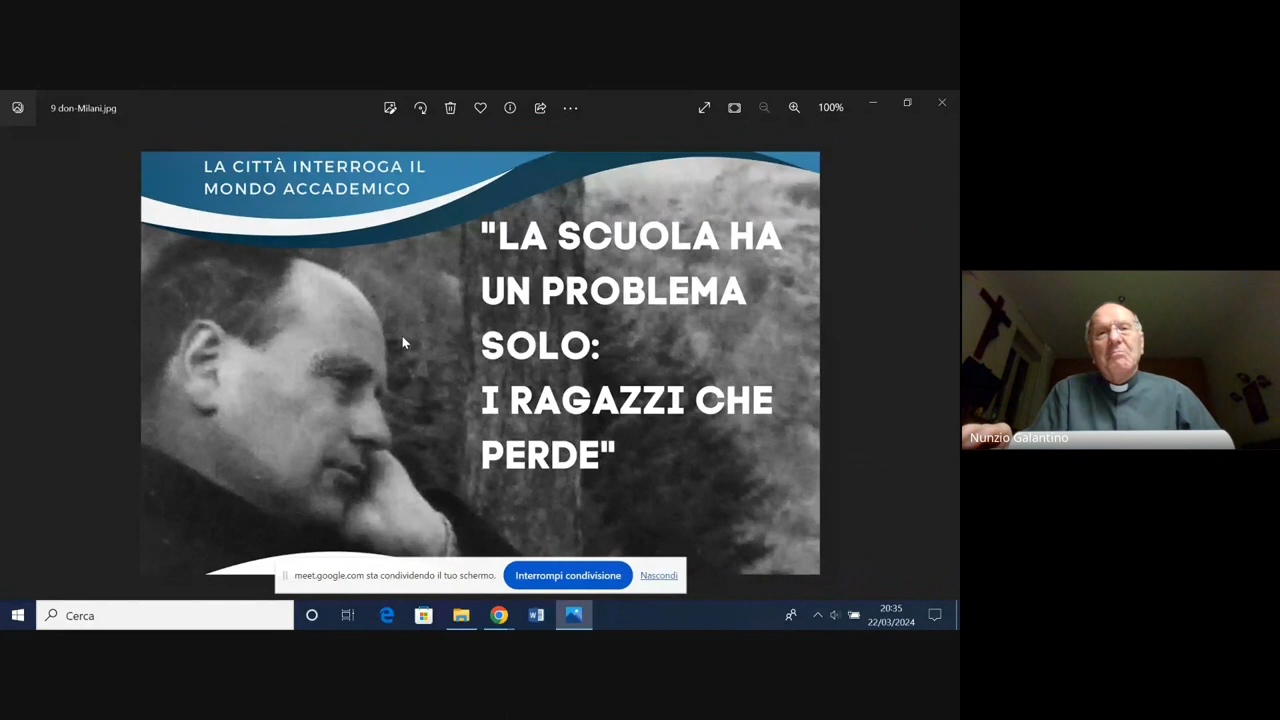 9 don-Milani.jpg
100%
LA CITTÀ INTERROGA IL
MONDO ACCADEMICO
"LA SCUOLA HA
UN PROBLEMA
SOLO:
I RAGAZZI CHE
PERDE"
Nunzio Galantino
meet.google.com sta condividendo il tuo schermo.
Interrompi condivisione
Nascondi
Cerca
20:35
22/03/2024